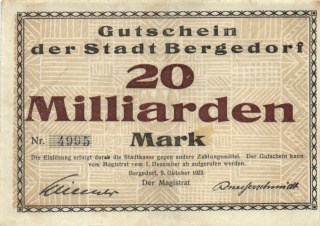 Gutschein
der Stadt Bergedorf
20
Milliarden
Nr. 4995 Mark
Die Einlösung erfolgt durch die Stadtkasse gegen andere Zahlungsmittel. Der Gutschein kann
vom Magistrat vom 1. Dezember ab aufgerufen werden.
Bergedorf, 9. Oktober 1923
Der Magistrat